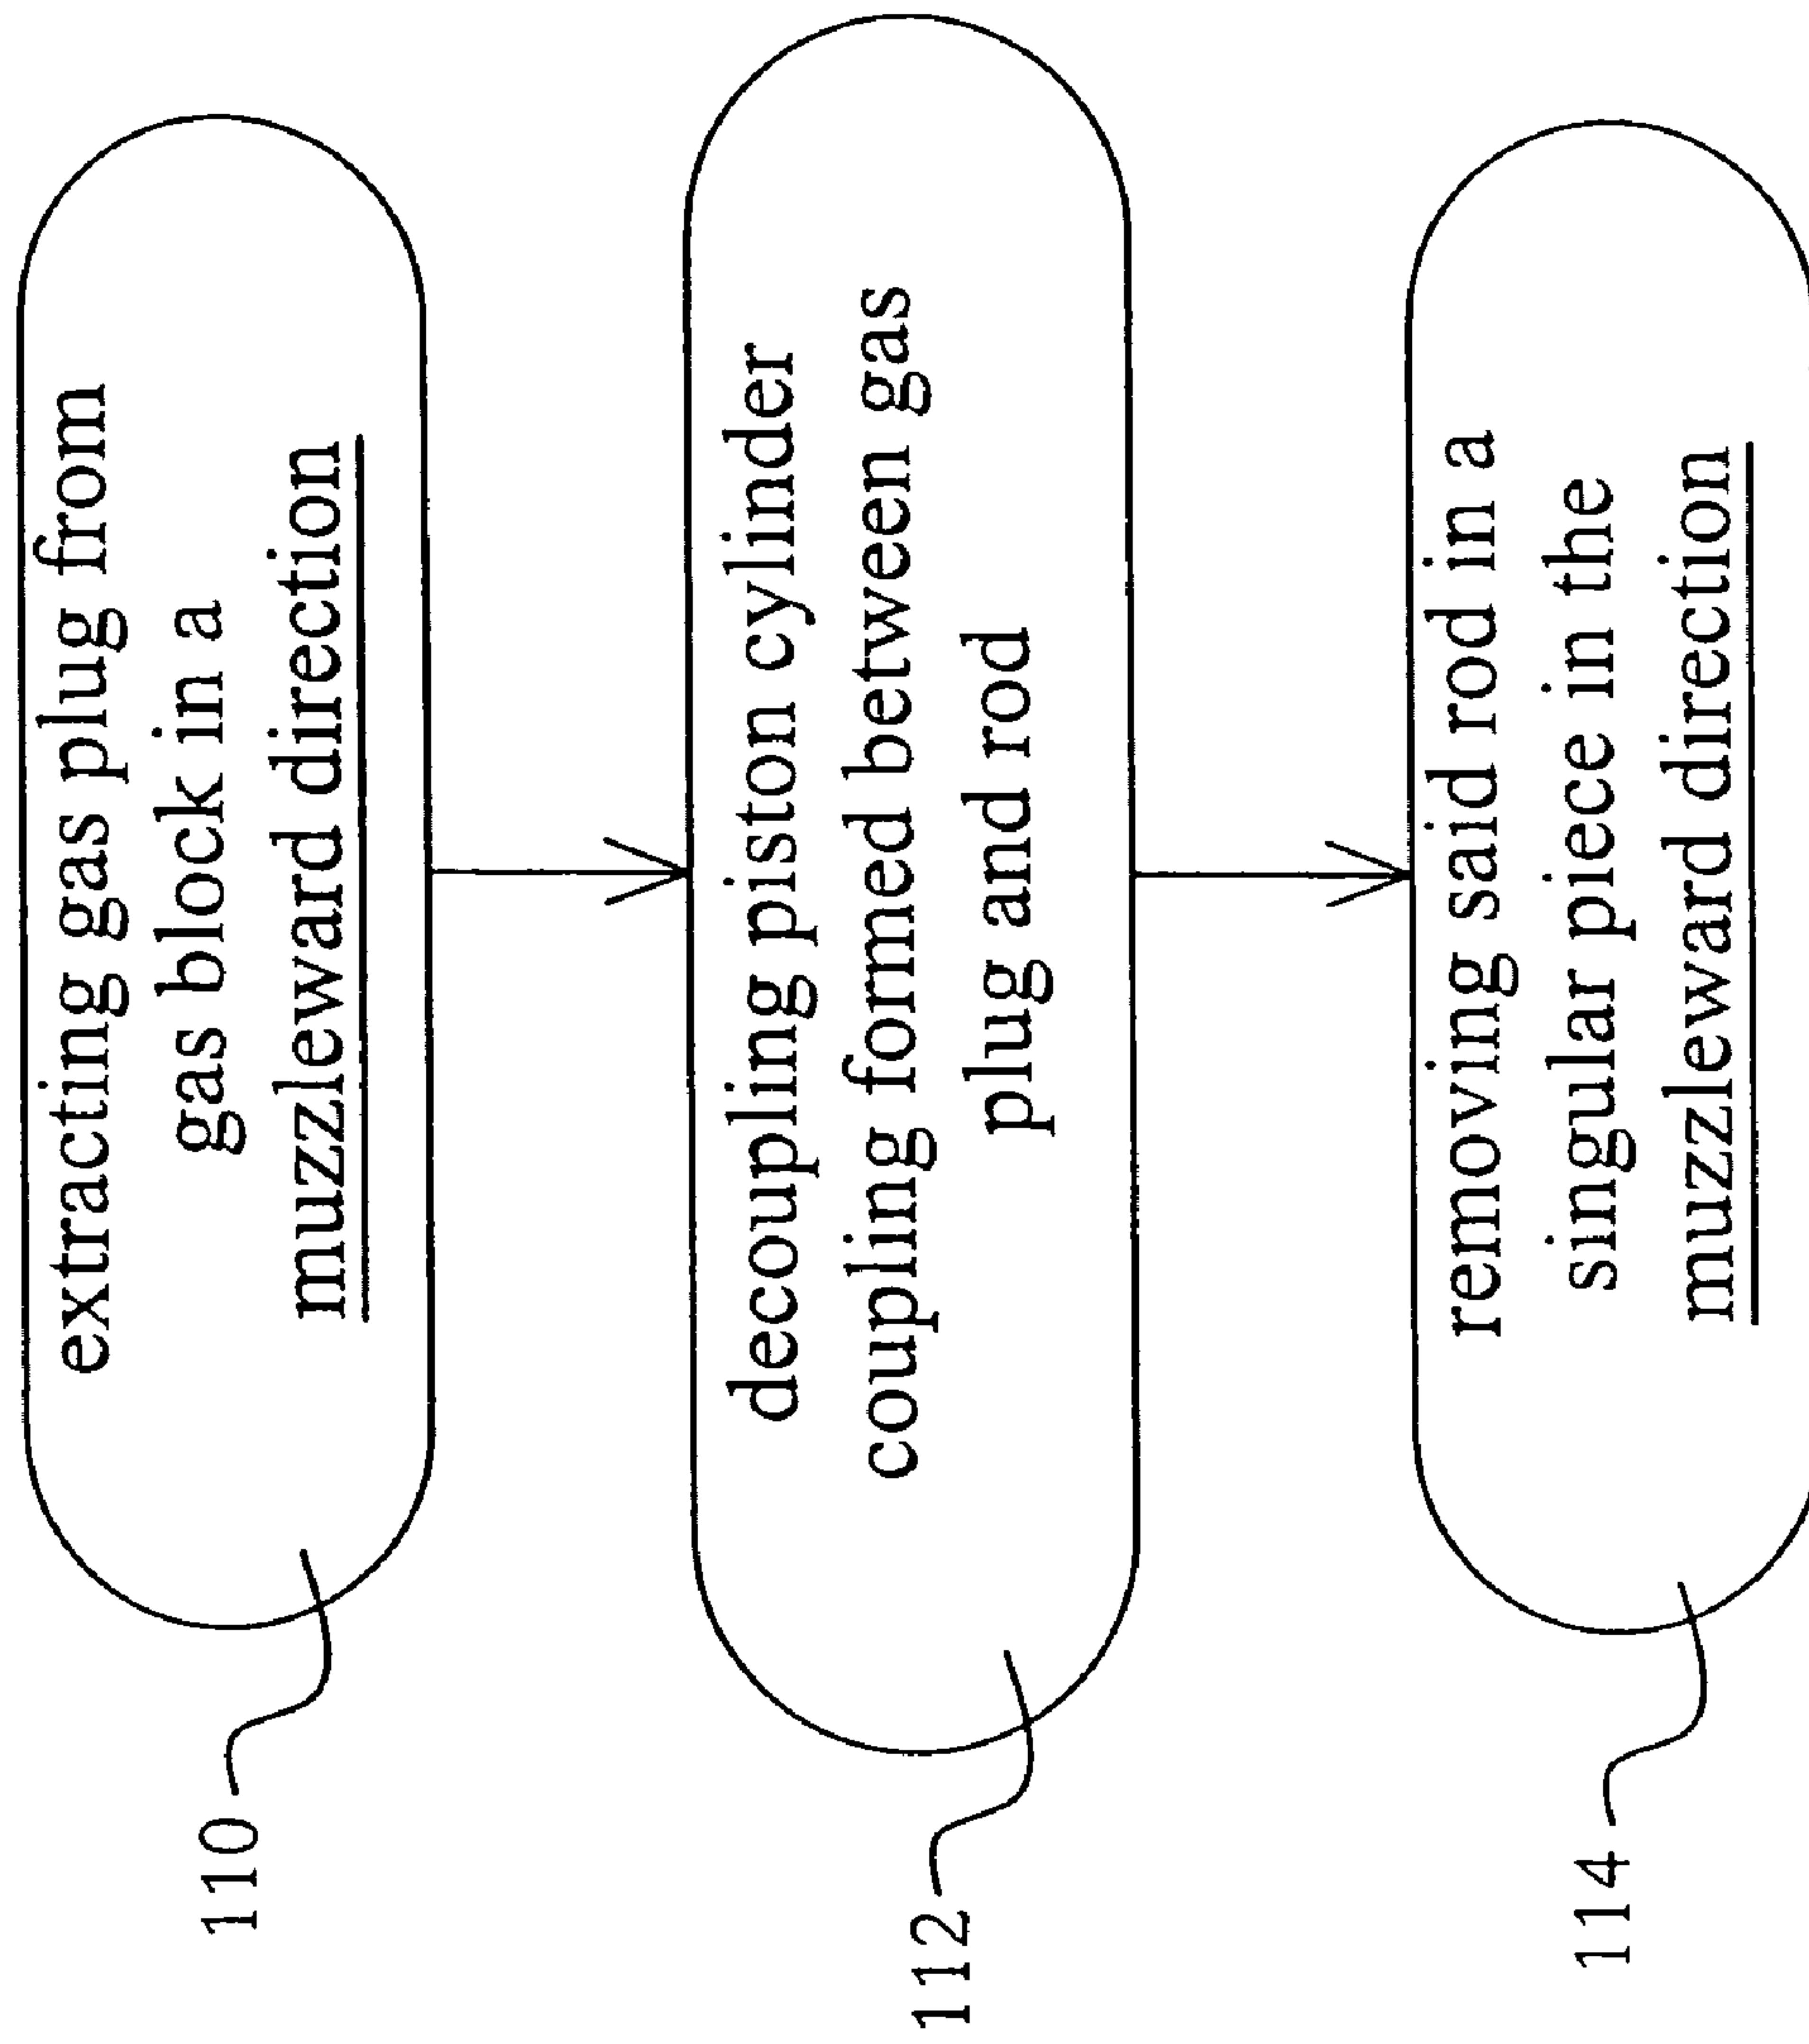 extracting gas plug from
gas block in a
muzzleward direction
110
decoupling piston cylinder
coupling formed between gas
plug and rod
112
removing said rod in a
singular piece in the
muzzleward direction
114